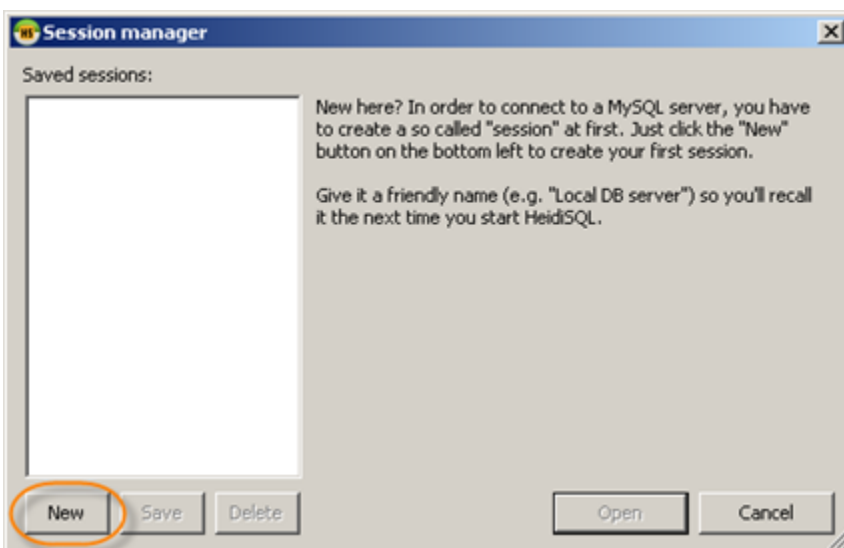 HS Session manager
Saved sessions:
New here? In order to connect to a MySQL server, you have
to create a so called "session" at first. Just click the "New"
button on the bottom left to create your first session.
Give it a friendly name (e.g. "Local DB server") so you'll recall
it the next time you start HeidiSQL.
New Save Delete Open Cancel